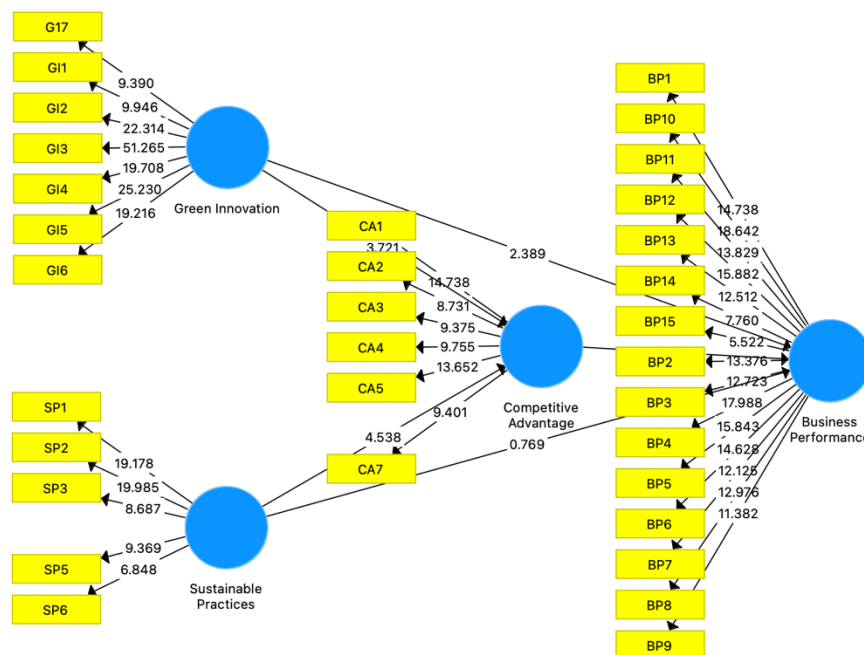 G17
GI1
GI2
GI3
GI4
GI5
GI6
9.390
9.946
22.314
51.265
19.708
25.230
19.216
Green Innovation
SP1
SP2
SP3
SP5
SP6
19.178
19.985
8.687
9.369
6.848
Sustainable
Practices
CA1
CA2
CA3
CA4
CA5
CA7
3.721
14.738
8.731
9.375
9.755
13.652
9.401
4.538
Competitive
Advantage
2.389
0.769
BP1
BP10
BP11
BP12
BP13
BP14
BP15
BP2
BP3
BP4
BP5
BP6
BP7
BP8
BP9
14.738
18.642
13.829
15.882
12.512
7.760
5.522
13.376
12.723
17.988
15.843
14.628
12.125
12.976
11.382
Business
Performance